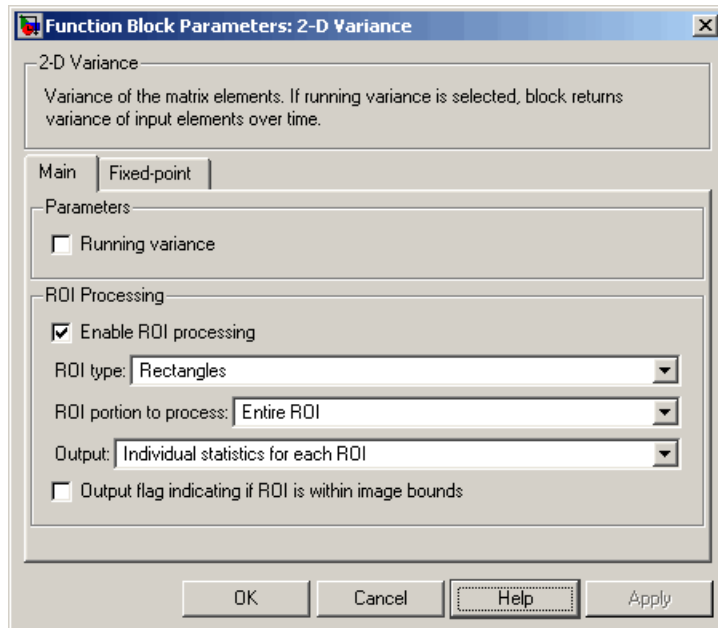 Function Block Parameters: 2-D Variance
2-D Variance
Variance of the matrix elements. If running variance is selected, block returns
variance of input elements over time.
Main Fixed-point
Parameters
Running variance
ROI Processing
Enable ROI processing
ROI type: Rectangles
ROI portion to process: Entire ROI
Output: Individual statistics for each ROI
Output flag indicating if ROI is within image bounds
OK Cancel Help Apply